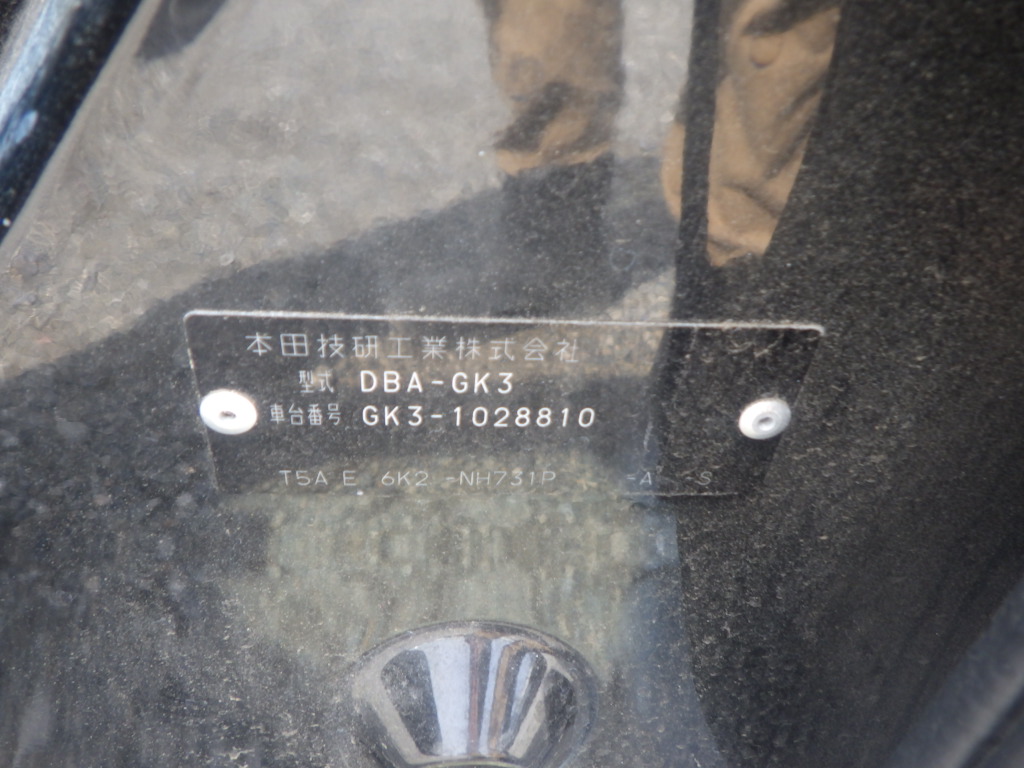 本田技研工業株式会社
型式 DBA-GK3
車台番号 GK3-1028810
T5A E 6K2 -NH731P -A -S